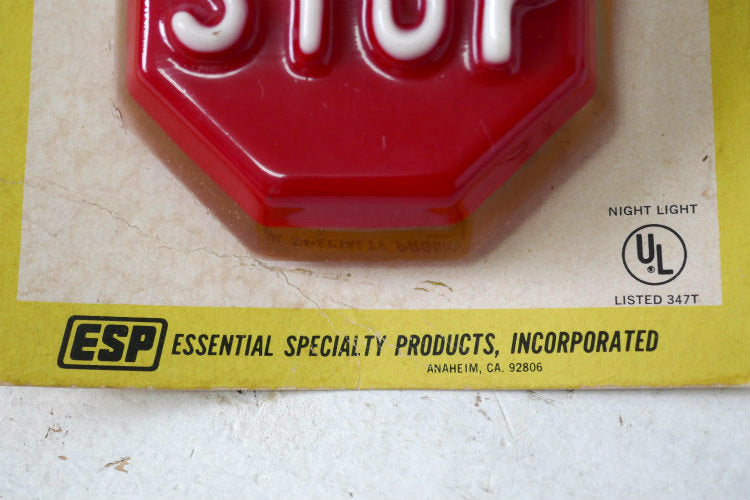 STOP
NIGHT LIGHT
UL
®
LISTED 347T
ESP ESSENTIAL SPECIALTY PRODUCTS, INCORPORATED
ANAHEIM, CA. 92806